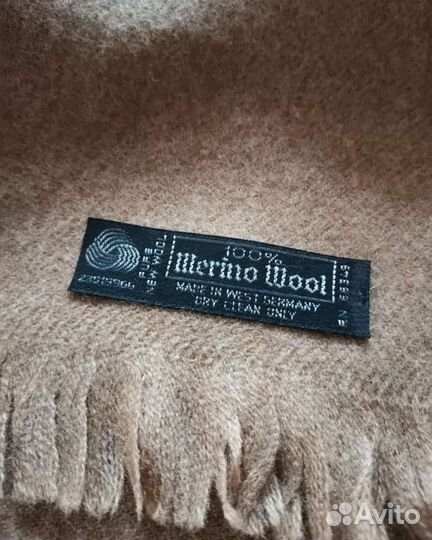 PURE
NEW WOOL
100%
Merino Wool
MADE IN WEST GERMANY
DRY CLEAN ONLY
Avito